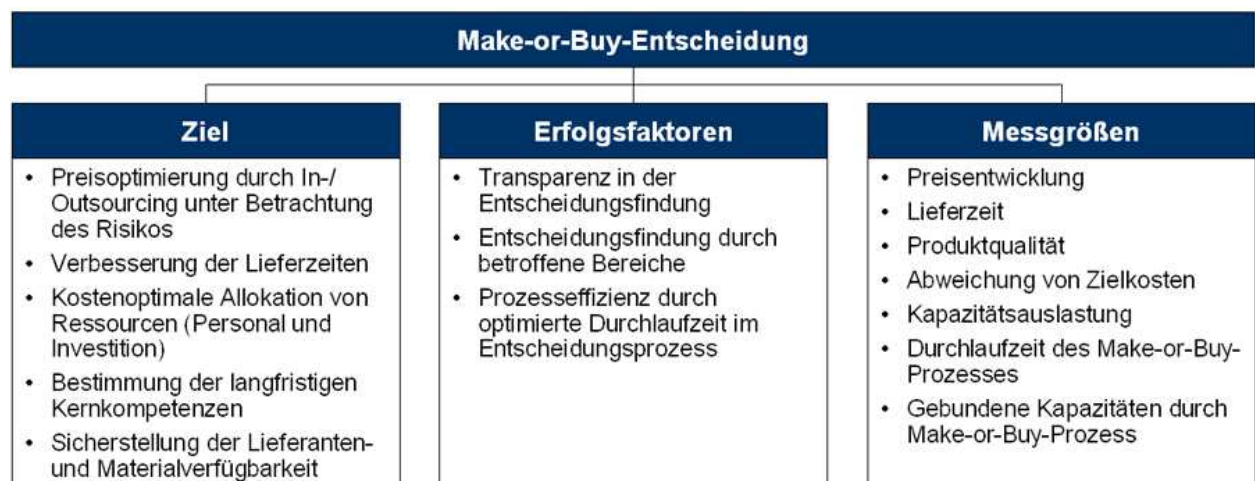 Make-or-Buy-Entscheidung
Ziel
• Preisoptimierung durch In-/
Outsourcing unter Betrachtung
des Risikos
• Verbesserung der Lieferzeiten
• Kostenoptimale Allokation von
Ressourcen (Personal und
Investition)
• Bestimmung der langfristigen
Kernkompetenzen
• Sicherstellung der Lieferanten-
und Materialverfügbarkeit
Erfolgsfaktoren
• Transparenz in der
Entscheidungsfindung
• Entscheidungsfindung durch
betroffene Bereiche
• Prozesseffizienz durch
optimierte Durchlaufzeit im
Entscheidungsprozess
Messgrößen
• Preisentwicklung
• Lieferzeit
• Produktqualität
• Abweichung von Zielkosten
• Kapazitätsauslastung
• Durchlaufzeit des Make-or-Buy-
Prozesses
• Gebundene Kapazitäten durch
Make-or-Buy-Prozess